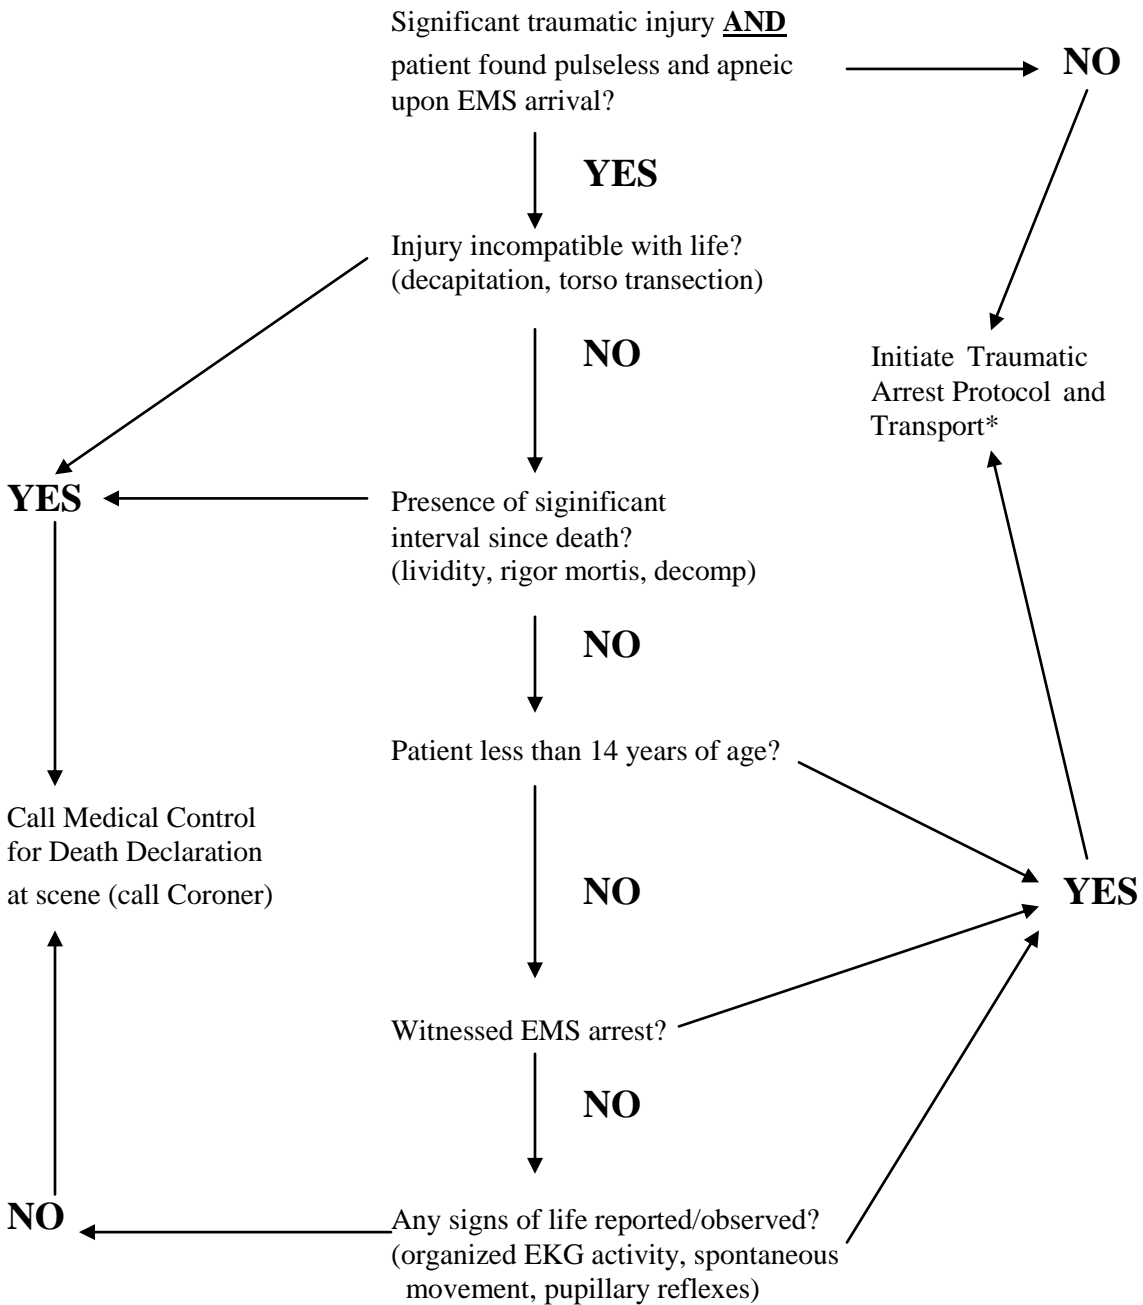 Significant traumatic injury AND
patient found pulseless and apneic
upon EMS arrival?
NO
YES
Injury incompatible with life?
(decapitation, torso transection)
NO
Initiate Traumatic
Arrest Protocol and
Transport*
YES
Presence of siginificant
interval since death?
(lividity, rigor mortis, decomp)
NO
Patient less than 14 years of age?
Call Medical Control
for Death Declaration
at scene (call Coroner)
NO
YES
Witnessed EMS arrest?
NO
NO
Any signs of life reported/observed?
(organized EKG activity, spontaneous
movement, pupillary reflexes)